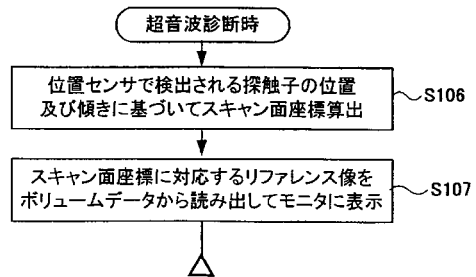 超音波診断時
位置センサで検出される探触子の位置
及び傾きに基づいてスキャン面座標算出
S106
スキャン面座標に対応するリファレンス像を
ボリュームデータから読み出してモニタに表示
S107